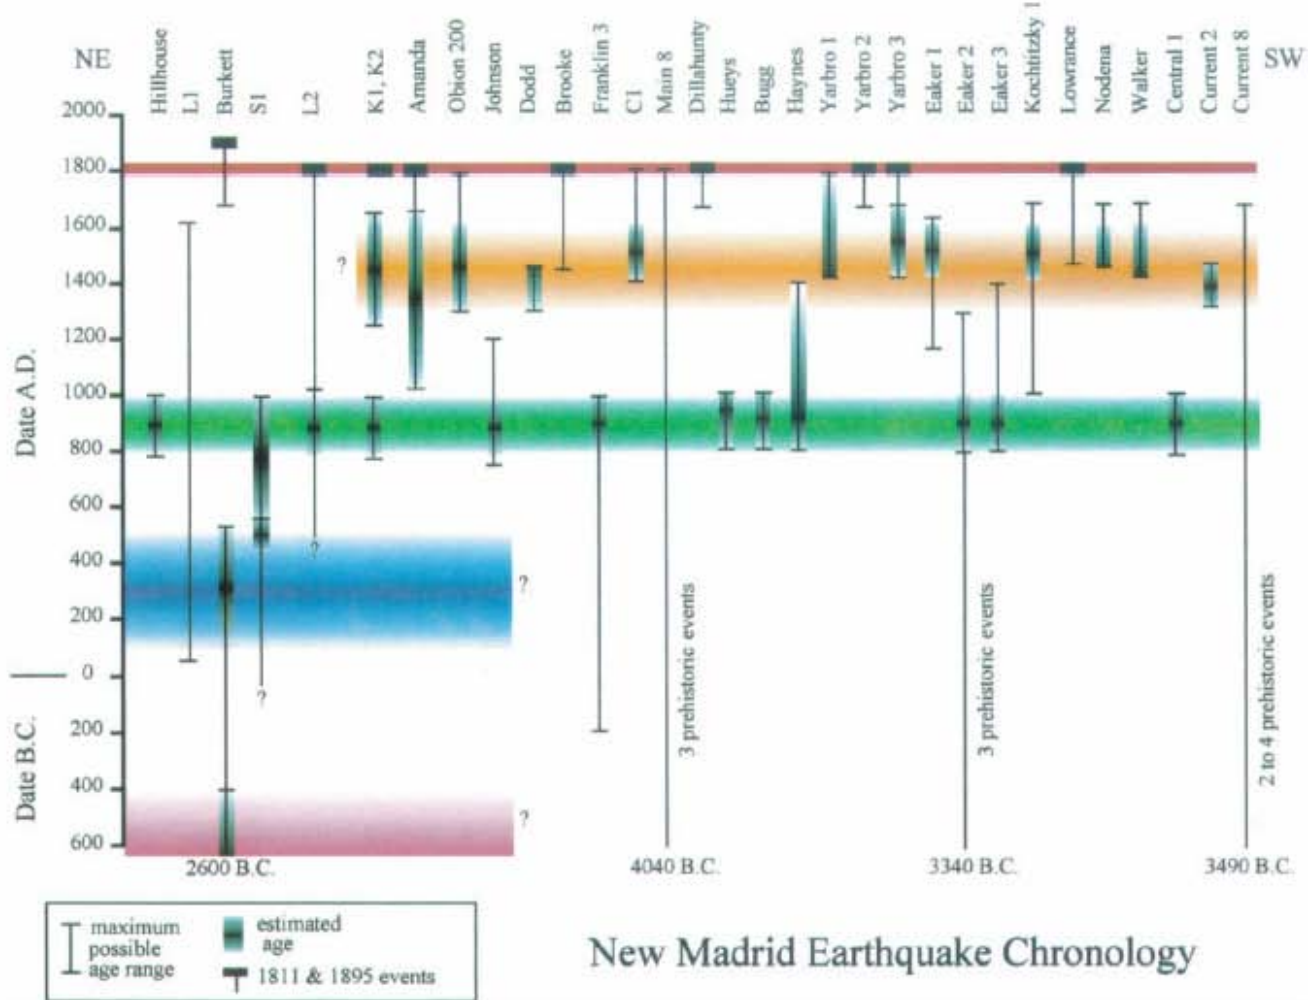 NE
Hillhouse
L1
Burkett
S1
L2
K1, K2
Amanda
Obion 200
Johnson
Dodd
Brooke
Franklin 3
C1
Main 8
Dillahunty
Hueys
Bugg
Haynes
Yarbro 1
Yarbro 2
Yarbro 3
Eaker 1
Eaker 2
Eaker 3
Kochtitzky 1
Lowrance
Nodena
Walker
Central 1
Current 2
Current 8
SW
2000
1800
1600
1400
1200
1000
800
600
400
200
0
200
400
600
Date A.D.
Date B.C.
?
?
?
?
?
3 prehistoric events
3 prehistoric events
2 to 4 prehistoric events
2600 B.C.
4040 B.C.
3340 B.C.
3490 B.C.
maximum
possible
age range
estimated
age
1811 & 1895 events
New Madrid Earthquake Chronology